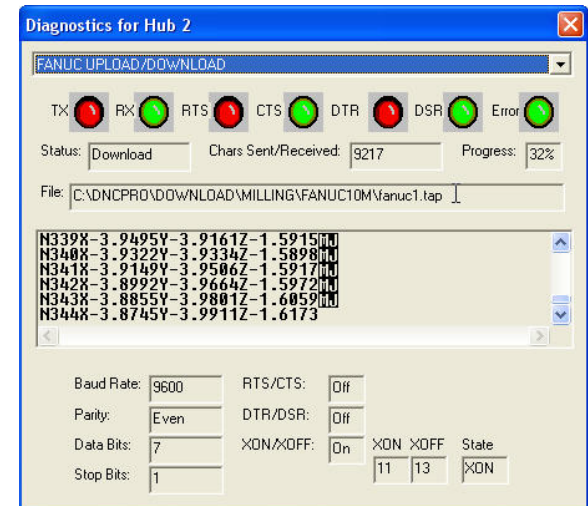 Diagnostics for Hub 2
FANUC UPLOAD/DOWNLOAD
TX RX RTS CTS DTR DSR Error
Status: Download Chars Sent/Received: 9217 Progress: 32%
File: C:\DNCPRO\DOWNLOAD\MILLING\FANUC10M\fanuc1.tap
N339X-3.9495Y-3.9161Z-1.5915
N340X-3.9322Y-3.9334Z-1.5898
N341X-3.9149Y-3.9506Z-1.5917
N342X-3.8992Y-3.9664Z-1.5972
N343X-3.8855Y-3.9801Z-1.6059
N344X-3.8745Y-3.9911Z-1.6173
Baud Rate: 9600 RTS/CTS: Off
Parity: Even DTR/DSR: Off
Data Bits: 7 XON/XOFF: On XON XOFF State
Stop Bits: 1 11 13 XON